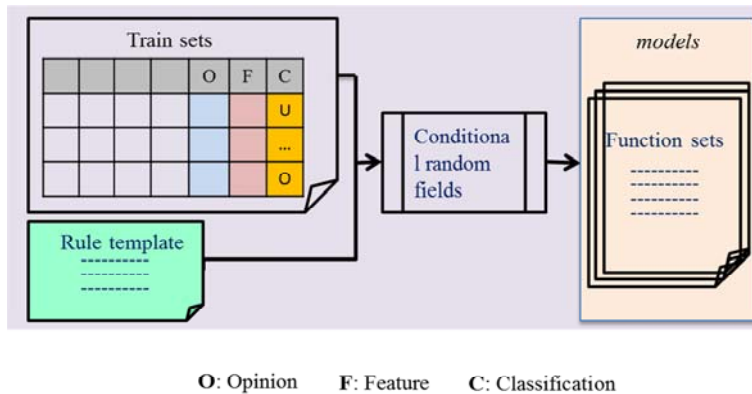 Train sets
O F C
U
...
O
Rule template
----------
----------
----------
Conditiona
l random
fields
models
Function sets
----------
----------
----------
----------
O: Opinion F: Feature C: Classification